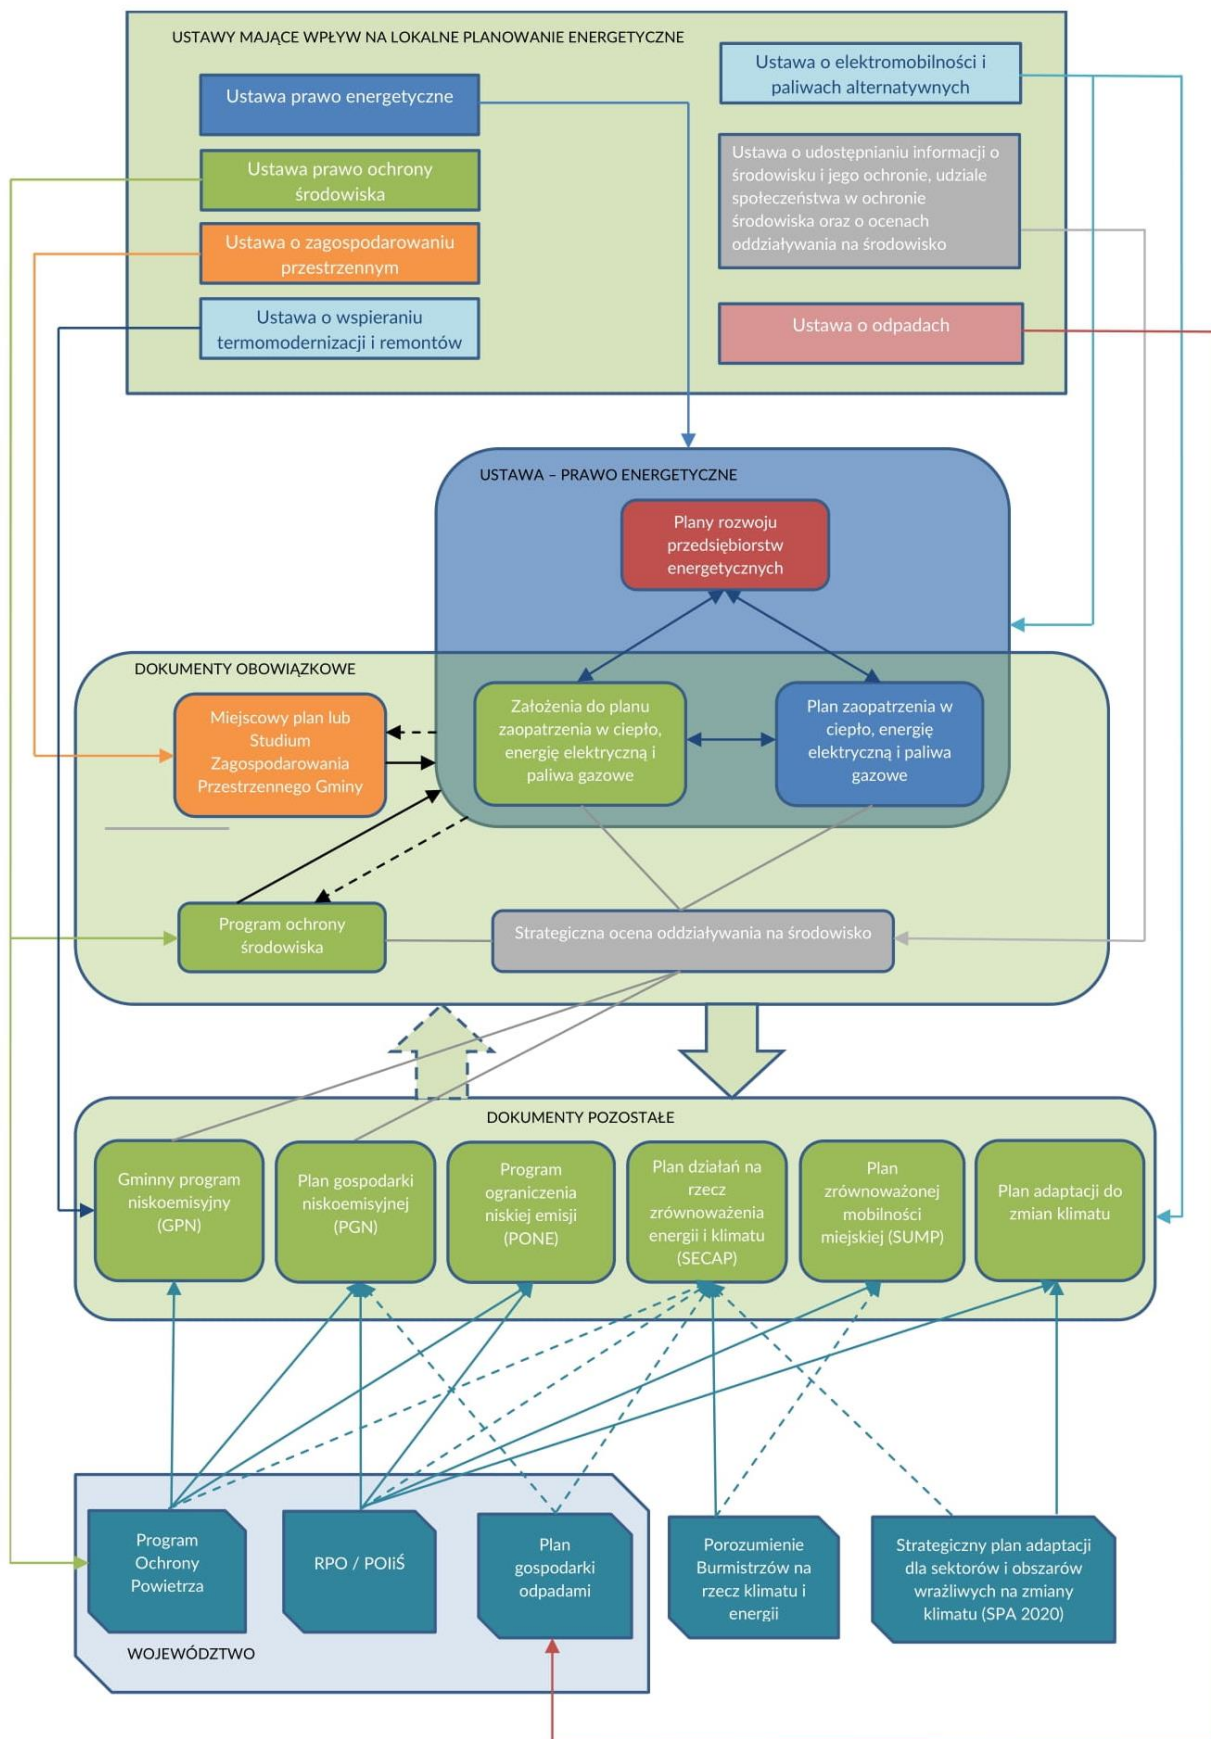 USTAWY MAJĄCE WPŁYW NA LOKALNE PLANOWANIE ENERGETYCZNE
Ustawa prawo energetyczne
Ustawa prawo ochrony
środowiska
Ustawa o zagospodarowaniu
przestrzennym
Ustawa o wspieraniu
termomodernizacji i remontów
Ustawa o elektromobilności i
paliwach alternatywnych
Ustawa o udostępnianiu informacji o
środowisku i jego ochronie, udziale
społeczeństwa w ochronie
środowiska oraz o ocenach
oddziaływania na środowisko
Ustawa o odpadach
USTAWA – PRAWO ENERGETYCZNE
Plany rozwoju
przedsiębiorstw
energetycznych
DOKUMENTY OBOWIĄZKOWE
Miejscowy plan lub
Studium
Zagospodarowania
Przestrzennego Gminy
Założenia do planu
zaopatrzenia w ciepło,
energię elektryczną i
paliwa gazowe
Plan zaopatrzenia w
ciepło, energię
elektryczną i paliwa
gazowe
Program ochrony
środowiska
Strategiczna ocena oddziaływania na środowisko
DOKUMENTY POZOSTAŁE
Gminny program
niskoemisyjny
(GPN)
Plan gospodarki
niskoemisyjnej
(PGN)
Program
ograniczenia
niskiej emisji
(PONE)
Plan działań na
rzecz
zrównoważenia
energii i klimatu
(SECAP)
Plan
zrównoważonej
mobilności
miejskiej (SUMP)
Plan adaptacji do
zmian klimatu
Program
Ochrony
Powietrza
RPO / POIiŚ
Plan
gospodarki
odpadami
Porozumienie
Burmistrzów na
rzecz klimatu i
energii
Strategiczny plan adaptacji
dla sektorów i obszarów
wrażliwych na zmiany
klimatu (SPA 2020)
WOJEWÓDZTWO